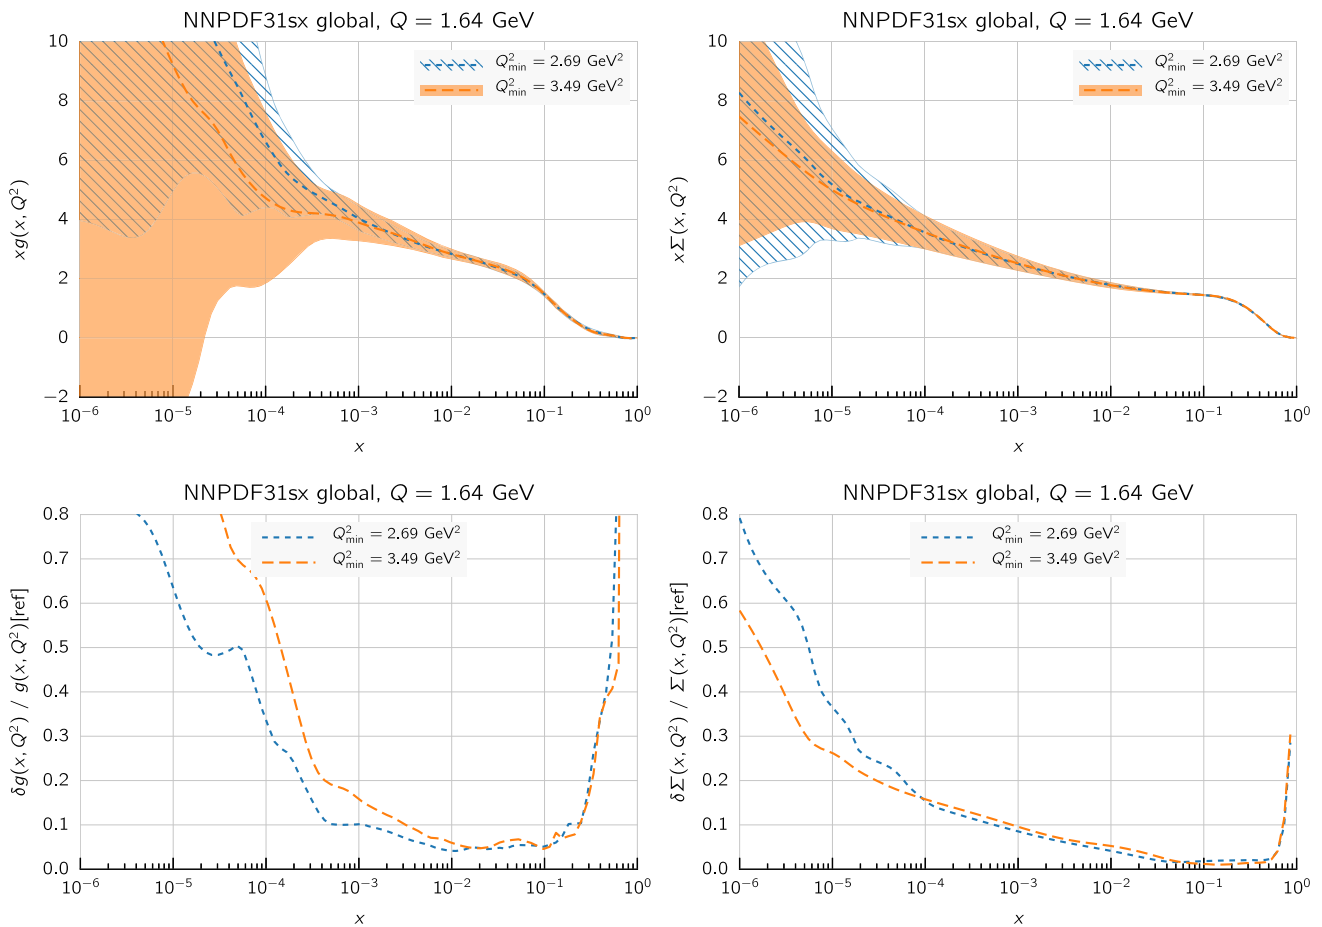 NNPDF31sx global, Q = 1.64 GeV
Q²min = 2.69 GeV²
Q²min = 3.49 GeV²
xg(x, Q²)
10
8
6
4
2
0
−2
10⁻⁶ 10⁻⁵ 10⁻⁴ 10⁻³ 10⁻² 10⁻¹ 10⁰
x
NNPDF31sx global, Q = 1.64 GeV
Q²min = 2.69 GeV²
Q²min = 3.49 GeV²
xΣ(x, Q²)
10
8
6
4
2
0
−2
10⁻⁶ 10⁻⁵ 10⁻⁴ 10⁻³ 10⁻² 10⁻¹ 10⁰
x
NNPDF31sx global, Q = 1.64 GeV
Q²min = 2.69 GeV²
Q²min = 3.49 GeV²
δg(x, Q²) / g(x, Q²)[ref]
0.8
0.7
0.6
0.5
0.4
0.3
0.2
0.1
0.0
10⁻⁶ 10⁻⁵ 10⁻⁴ 10⁻³ 10⁻² 10⁻¹ 10⁰
x
NNPDF31sx global, Q = 1.64 GeV
Q²min = 2.69 GeV²
Q²min = 3.49 GeV²
δΣ(x, Q²) / Σ(x, Q²)[ref]
0.8
0.7
0.6
0.5
0.4
0.3
0.2
0.1
0.0
10⁻⁶ 10⁻⁵ 10⁻⁴ 10⁻³ 10⁻² 10⁻¹ 10⁰
x